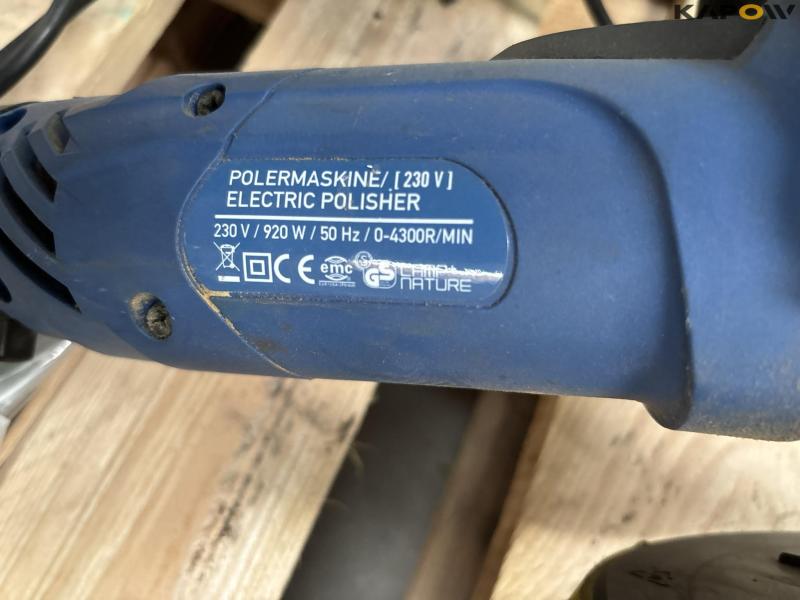 KAPOW
POLERMASKINE/ [230 V]
ELECTRIC POLISHER
230 V / 920 W / 50 Hz / 0-4300R/MIN
CE emc S GS CAMP
NATURE